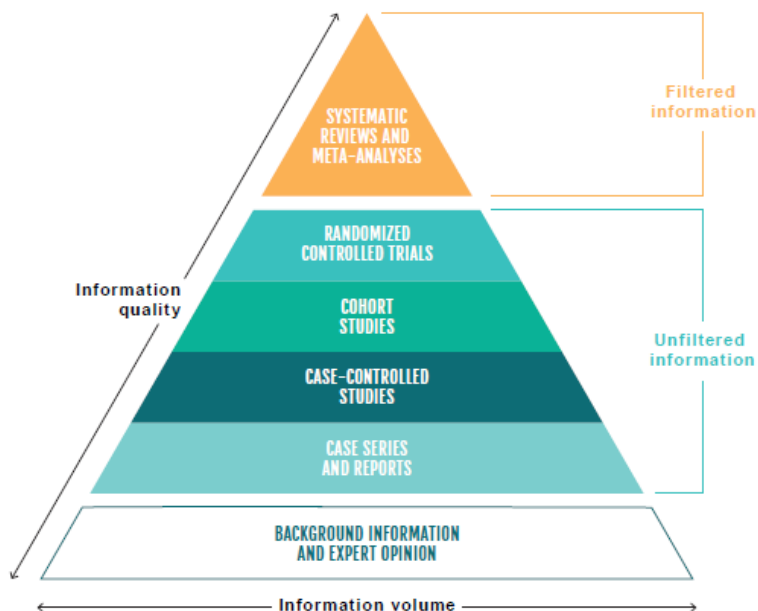 SYSTEMATIC
REVIEWS AND
META-ANALYSES
Filtered
information
RANDOMIZED
CONTROLLED TRIALS
Information
quality
COHORT
STUDIES
Unfiltered
information
CASE-CONTROLLED
STUDIES
CASE SERIES
AND REPORTS
BACKGROUND INFORMATION
AND EXPERT OPINION
Information volume